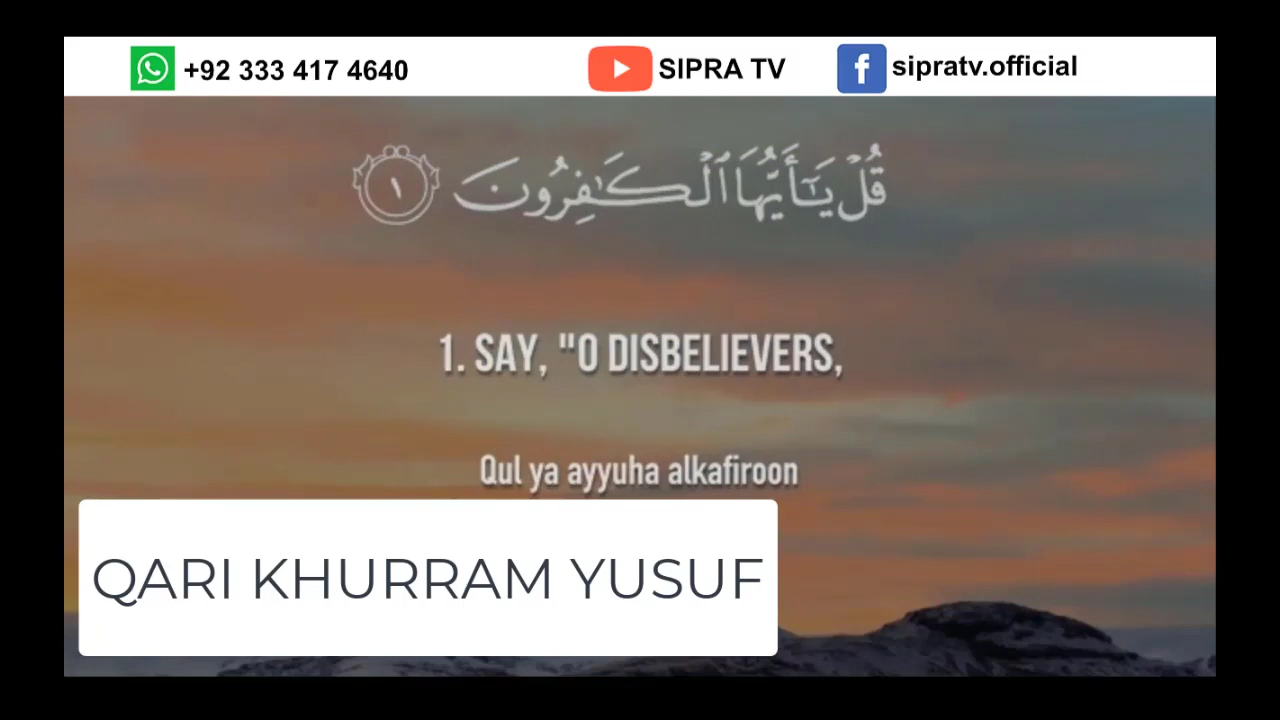 +92 333 417 4640
SIPRA TV
sipratv.official
قُلْ يَـٰٓأَيُّهَا ٱلْكَـٰفِرُونَ ١
1. SAY, "O DISBELIEVERS,
Qul ya ayyuha alkafiroon
QARI KHURRAM YUSUF